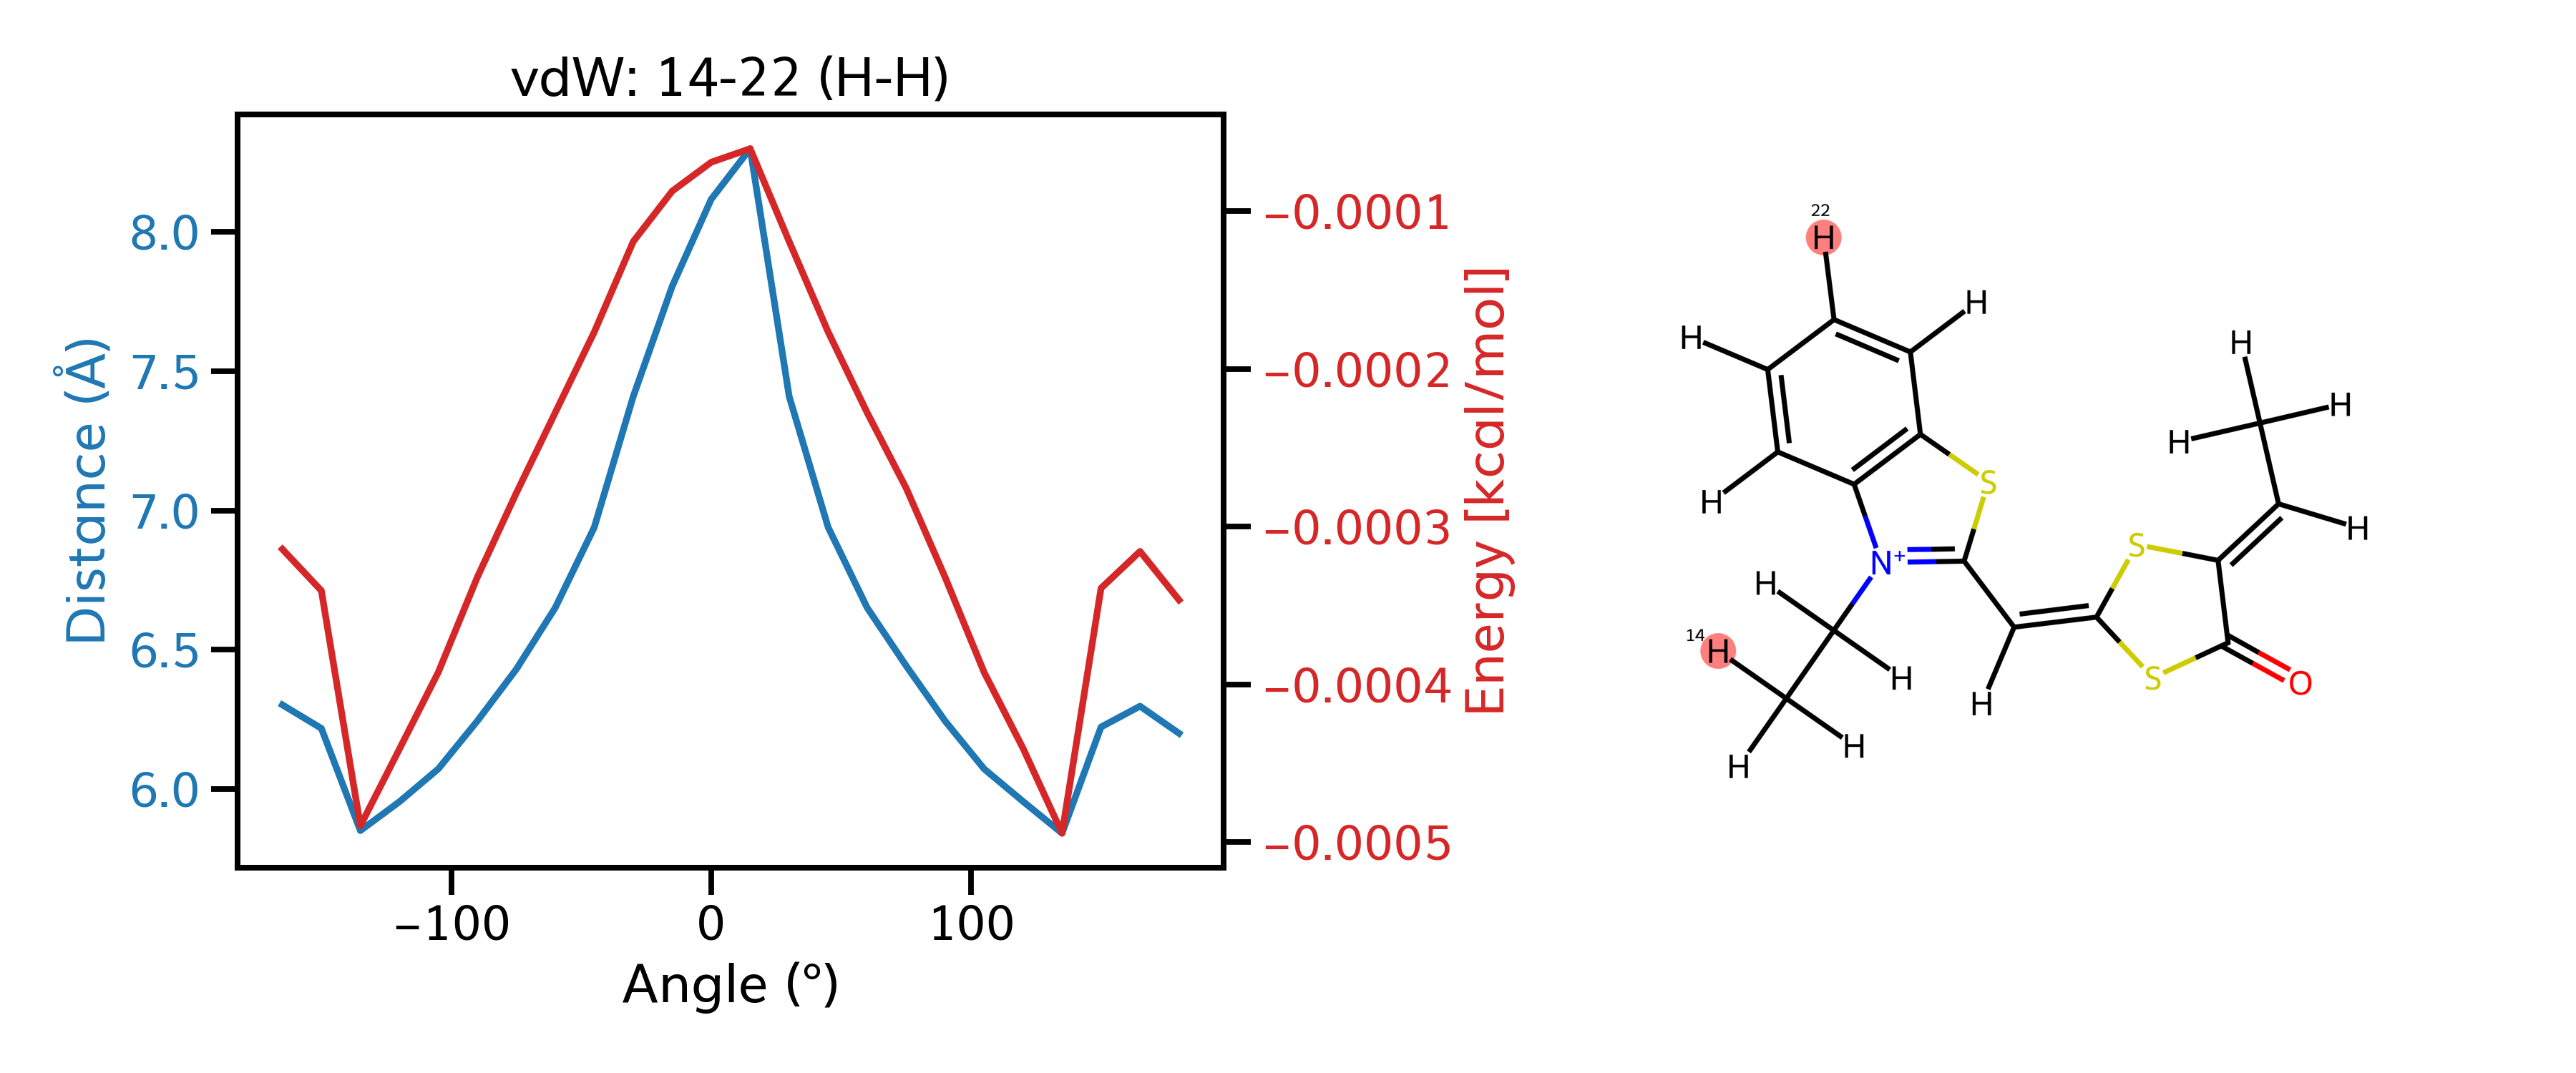 vdW: 14-22 (H-H)
Distance (Å)
8.0
7.5
7.0
6.5
6.0
−0.0001
−0.0002
−0.0003
−0.0004
−0.0005
Energy [kcal/mol]
−100
0
100
Angle (°)
22
H
H
H
H
H
H
H
H
S
S
N⁺
H
14
H
H
H
S
O
H
H
H